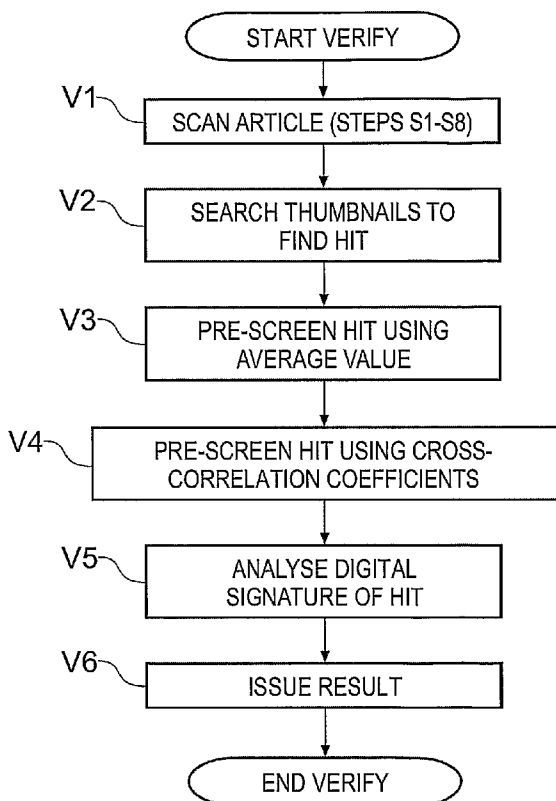 START VERIFY
V1
SCAN ARTICLE (STEPS S1-S8)
V2
SEARCH THUMBNAILS TO
FIND HIT
V3
PRE-SCREEN HIT USING
AVERAGE VALUE
V4
PRE-SCREEN HIT USING CROSS-
CORRELATION COEFFICIENTS
V5
ANALYSE DIGITAL
SIGNATURE OF HIT
V6
ISSUE RESULT
END VERIFY